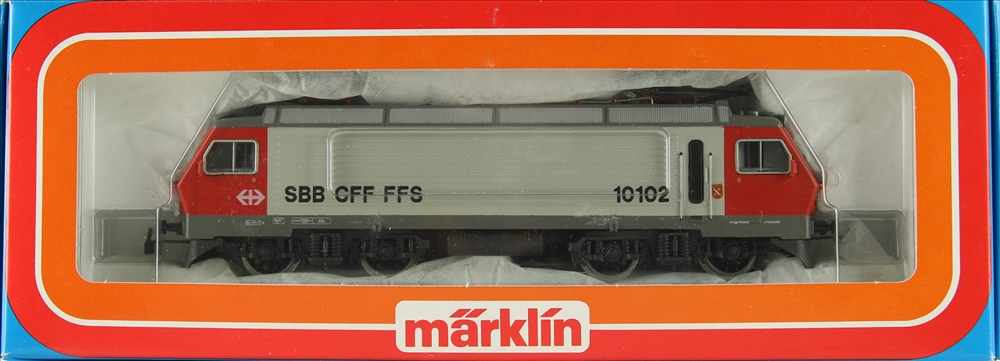 SBB CFF FFS
10102
märklin